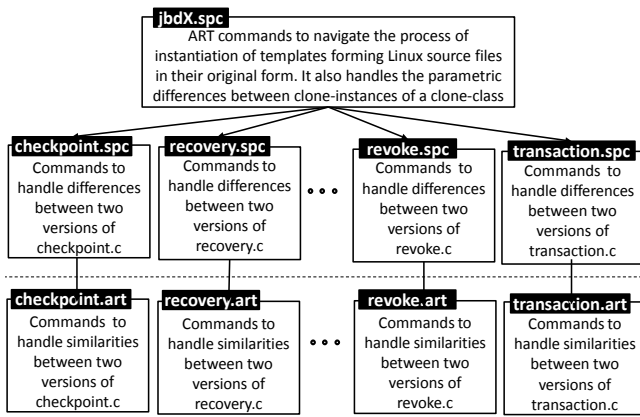 jbdX.spc
ART commands to navigate the process of
instantiation of templates forming Linux source files
in their original form. It also handles the parametric
differences between clone-instances of a clone-class
checkpoint.spc
Commands to
handle differences
between two
versions of
checkpoint.c
recovery.spc
Commands to
handle differences
between two
versions of
recovery.c
revoke.spc
Commands to
handle differences
between two
versions of
revoke.c
transaction.spc
Commands to
handle differences
between two
versions of
transaction.c
checkpoint.art
Commands to
handle similarities
between two
versions of
checkpoint.c
recovery.art
Commands to
handle similarities
between two
versions of
recovery.c
revoke.art
Commands to
handle similarities
between two
versions of
revoke.c
transaction.art
Commands to
handle similarities
between two
versions of
transaction.c